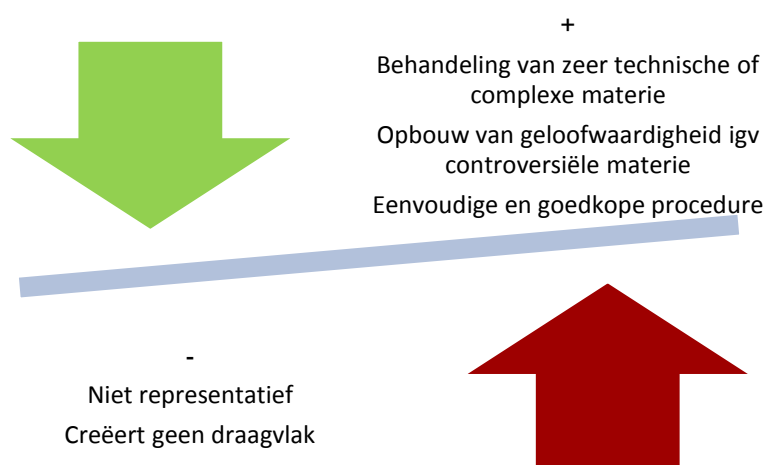 +
Behandeling van zeer technische of
complexe materie
Opbouw van geloofwaardigheid igv
controversiële materie
Eenvoudige en goedkope procedure
-
Niet representatief
Creëert geen draagvlak